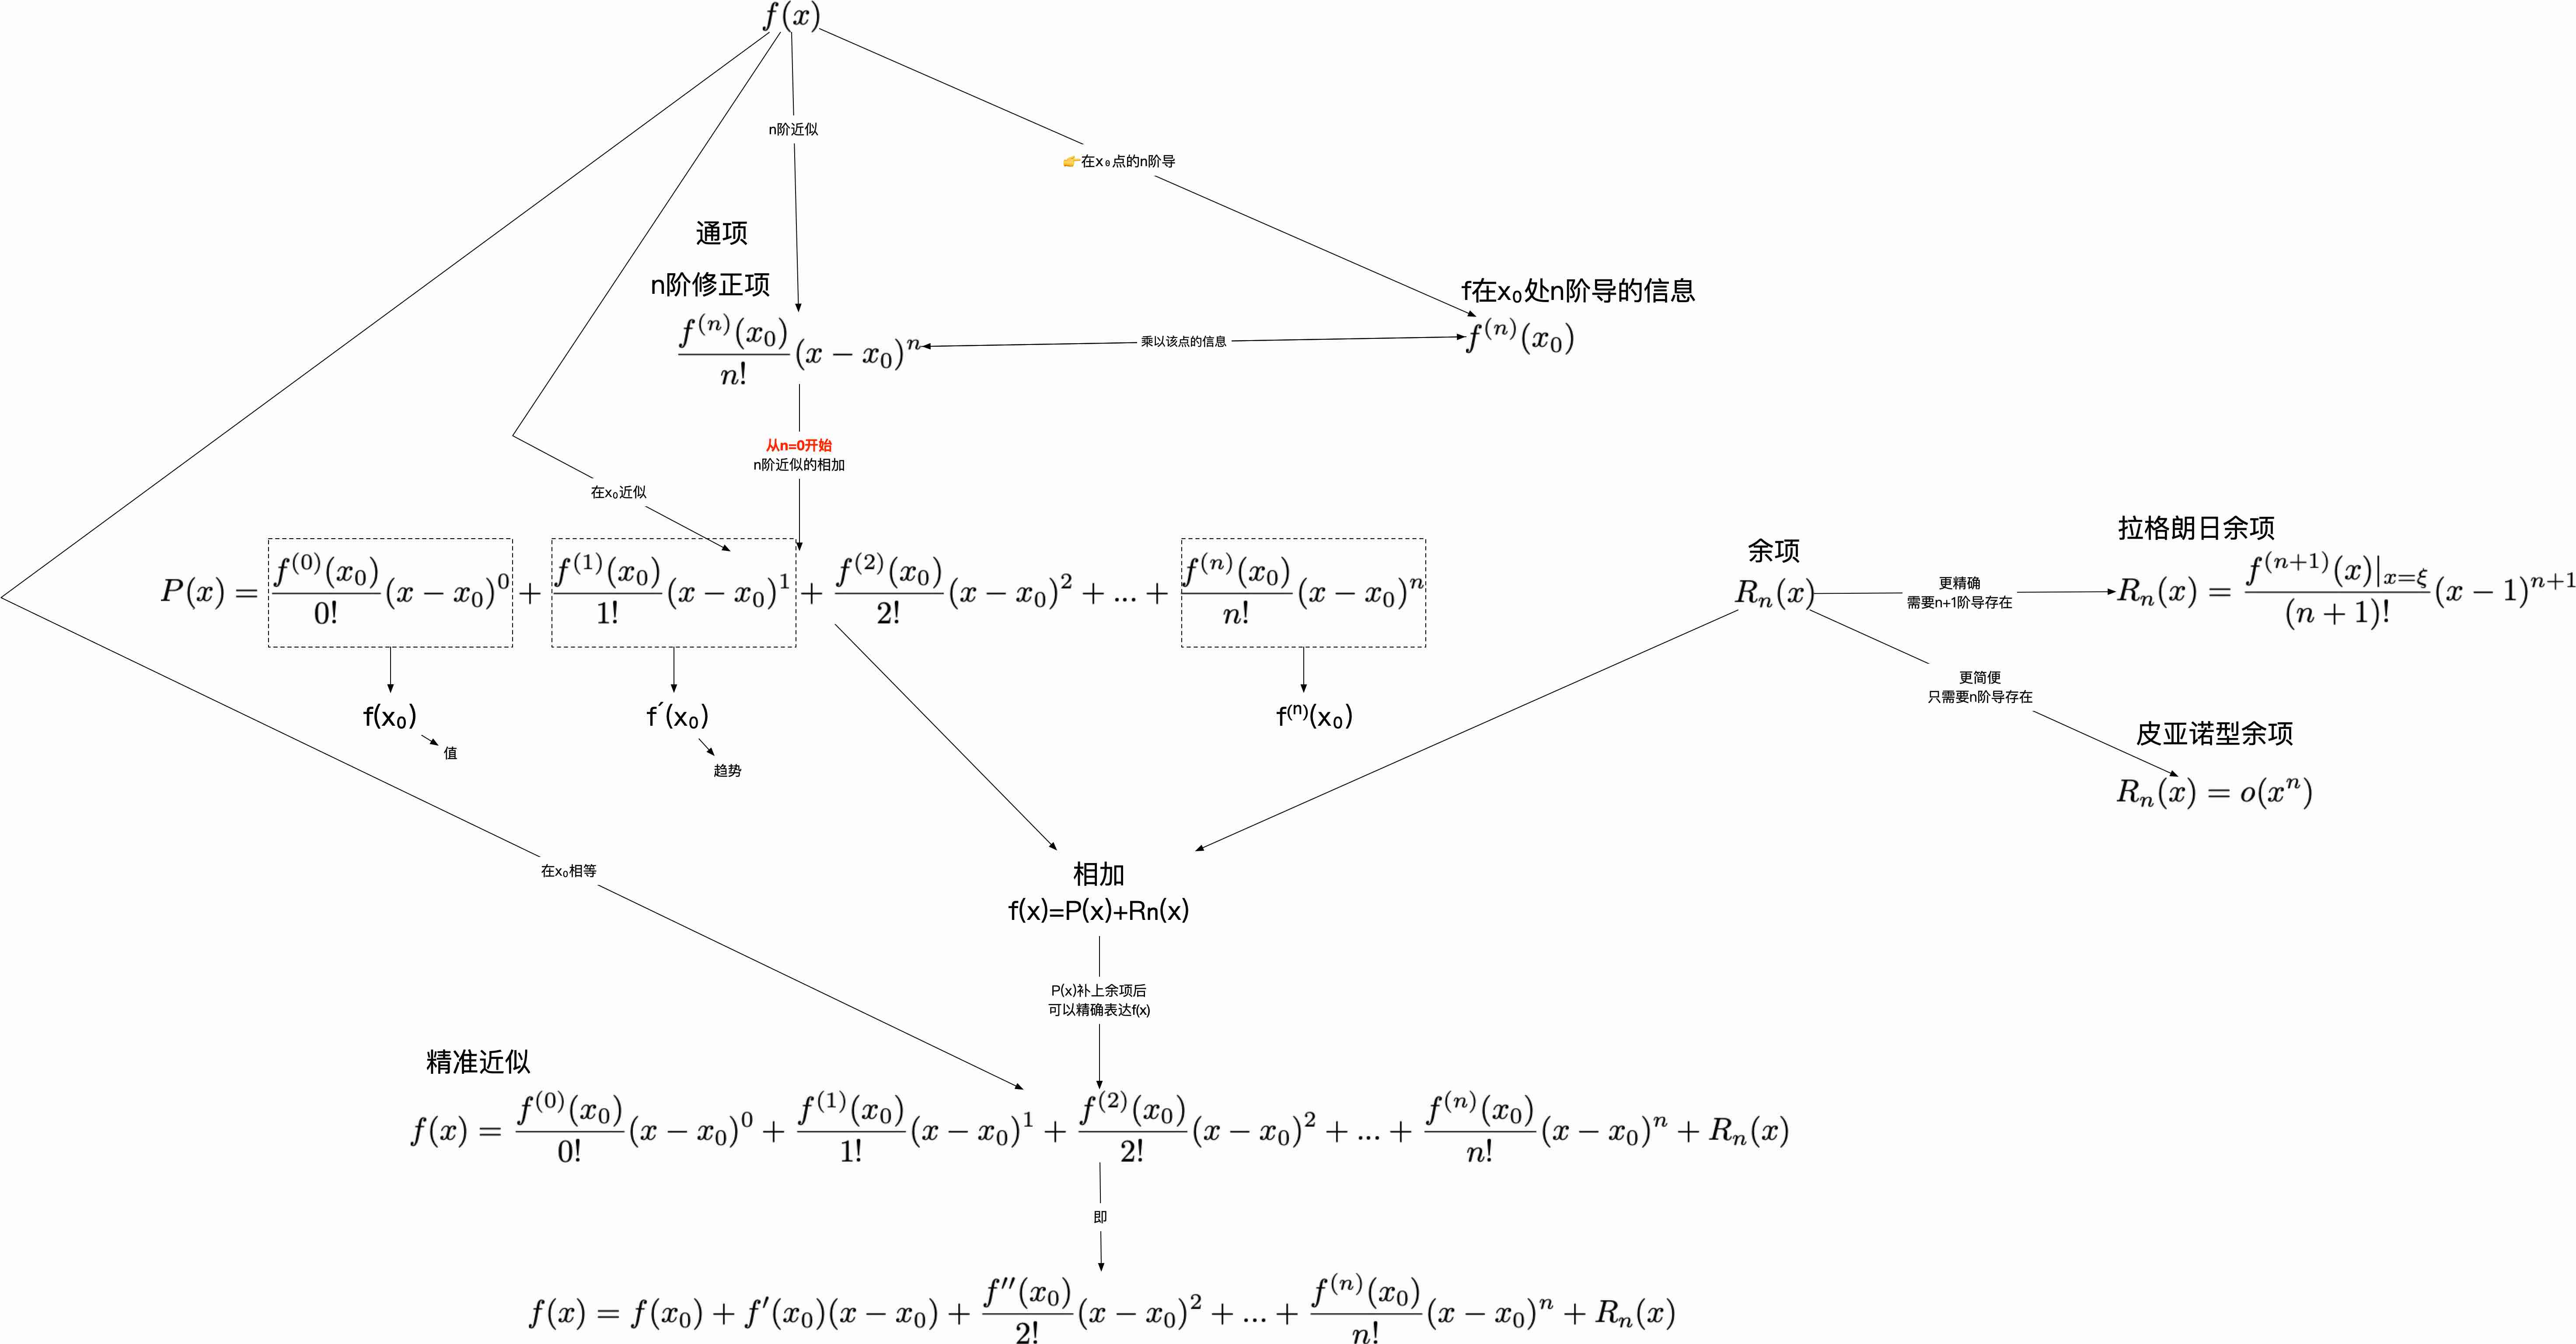 f(x)
n阶近似
👉在x₀点的n阶导
通项
n阶修正项
f在x₀处n阶导的信息
\frac{f^{(n)}(x_0)}{n!}(x-x_0)^n
乘以该点的信息
f^{(n)}(x_0)
从n=0开始
n阶近似的相加
在x₀近似
P(x) = \frac{f^{(0)}(x_0)}{0!}(x-x_0)^0 + \frac{f^{(1)}(x_0)}{1!}(x-x_0)^1 + \frac{f^{(2)}(x_0)}{2!}(x-x_0)^2 + ... + \frac{f^{(n)}(x_0)}{n!}(x-x_0)^n
余项
R_n(x)
更精确
需要n+1阶导存在
拉格朗日余项
R_n(x) = \frac{f^{(n+1)}(x)|_{x=ξ}}{(n+1)!}(x-1)^{n+1}
更简便
只需要n阶导存在
皮亚诺型余项
R_n(x) = o(x^n)
f(x₀)
值
f´(x₀)
趋势
f⁽ⁿ⁾(x₀)
在x₀相等
相加
f(x)=P(x)+Rn(x)
P(x)补上余项后
可以精确表达f(x)
精准近似
f(x) = \frac{f^{(0)}(x_0)}{0!}(x-x_0)^0 + \frac{f^{(1)}(x_0)}{1!}(x-x_0)^1 + \frac{f^{(2)}(x_0)}{2!}(x-x_0)^2 + ... + \frac{f^{(n)}(x_0)}{n!}(x-x_0)^n + R_n(x)
即
f(x) = f(x_0) + f'(x_0)(x-x_0) + \frac{f''(x_0)}{2!}(x-x_0)^2 + ... + \frac{f^{(n)}(x_0)}{n!}(x-x_0)^n + R_n(x)